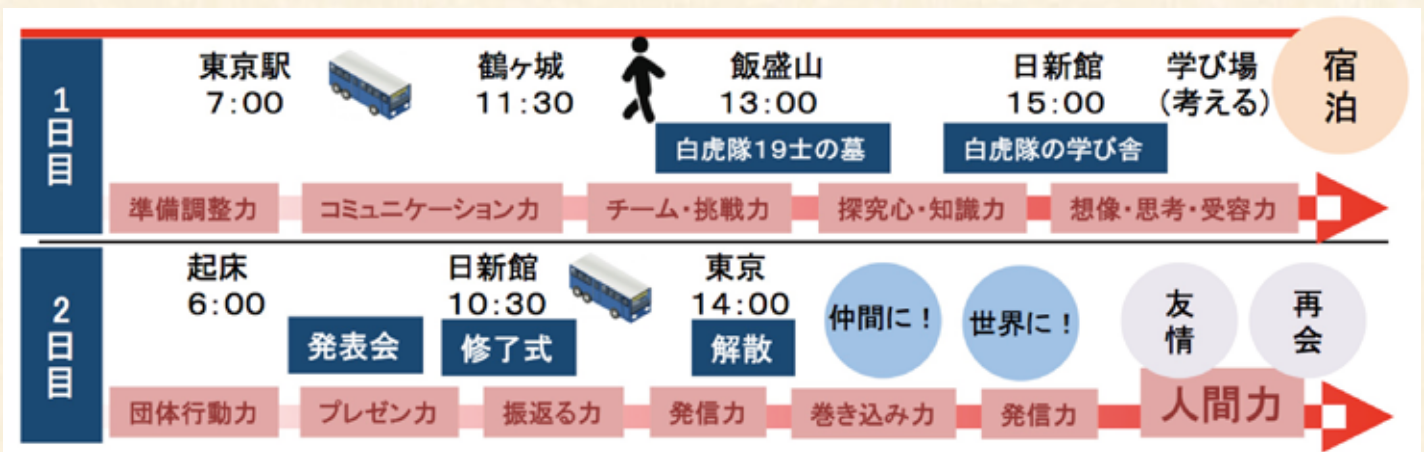 1日目
東京駅
7:00
鶴ヶ城
11:30
飯盛山
13:00
白虎隊19士の墓
日新館
15:00
白虎隊の学び舎
学び場
(考える)
宿泊
準備調整力
コミュニケーション力
チーム・挑戦力
探究心・知識力
想像・思考・受容力
2日目
起床
6:00
発表会
日新館
10:30
修了式
東京
14:00
解散
仲間に!
世界に!
友情
再会
団体行動力
プレゼン力
振返る力
発信力
巻き込み力
発信力
人間力